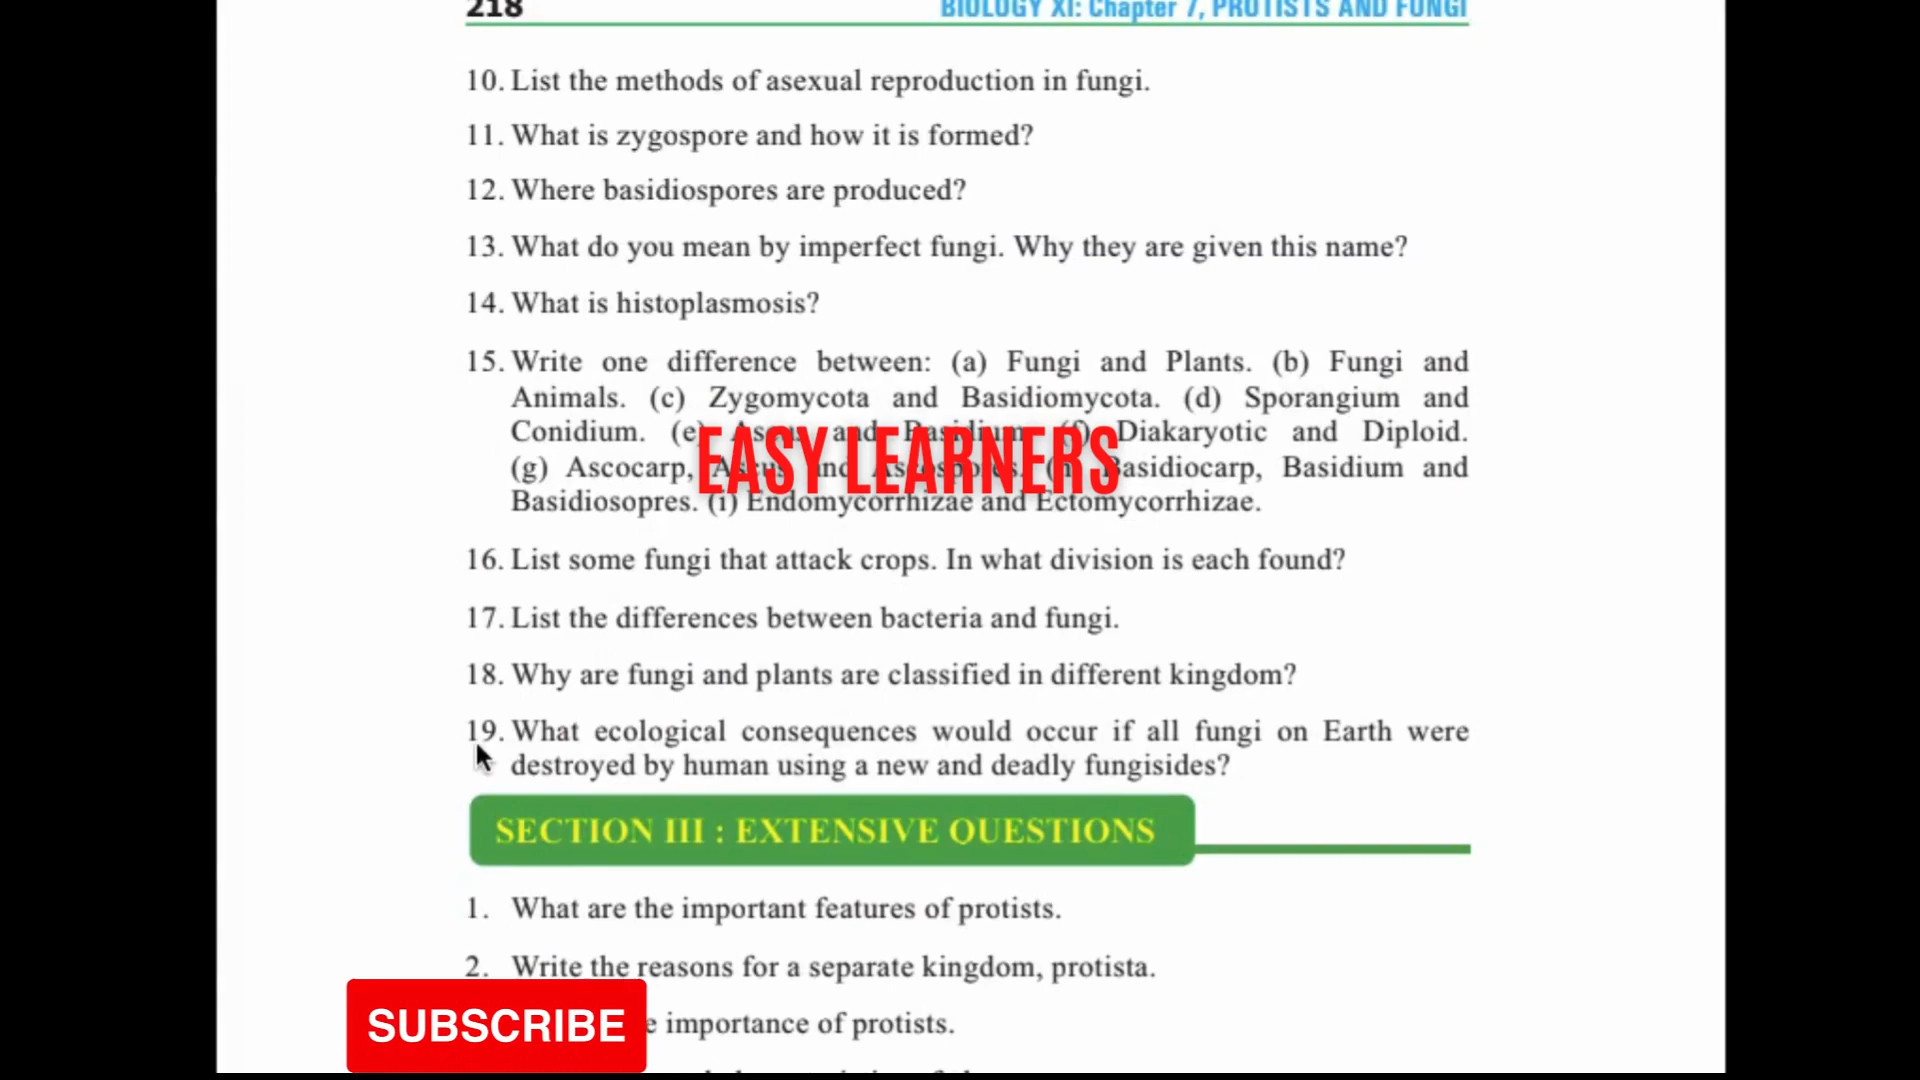 218 BIOLOGY XI: Chapter 7, PROTISTS AND FUNGI
10. List the methods of asexual reproduction in fungi.
11. What is zygospore and how it is formed?
12. Where basidiospores are produced?
13. What do you mean by imperfect fungi. Why they are given this name?
14. What is histoplasmosis?
15. Write one difference between: (a) Fungi and Plants. (b) Fungi and
Animals. (c) Zygomycota and Basidiomycota. (d) Sporangium and
Conidium. (e) Ascus and Basidium (f) Diakaryotic and Diploid.
EASY LEARNERS
(g) Ascocarp, Ascus and Ascospores. (h) Basidiocarp, Basidium and
Basidiosopres. (i) Endomycorrhizae and Ectomycorrhizae.
16. List some fungi that attack crops. In what division is each found?
17. List the differences between bacteria and fungi.
18. Why are fungi and plants are classified in different kingdom?
19. What ecological consequences would occur if all fungi on Earth were
destroyed by human using a new and deadly fungisides?
SECTION III : EXTENSIVE QUESTIONS
1. What are the important features of protists.
2. Write the reasons for a separate kingdom, protista.
importance of protists.
SUBSCRIBE